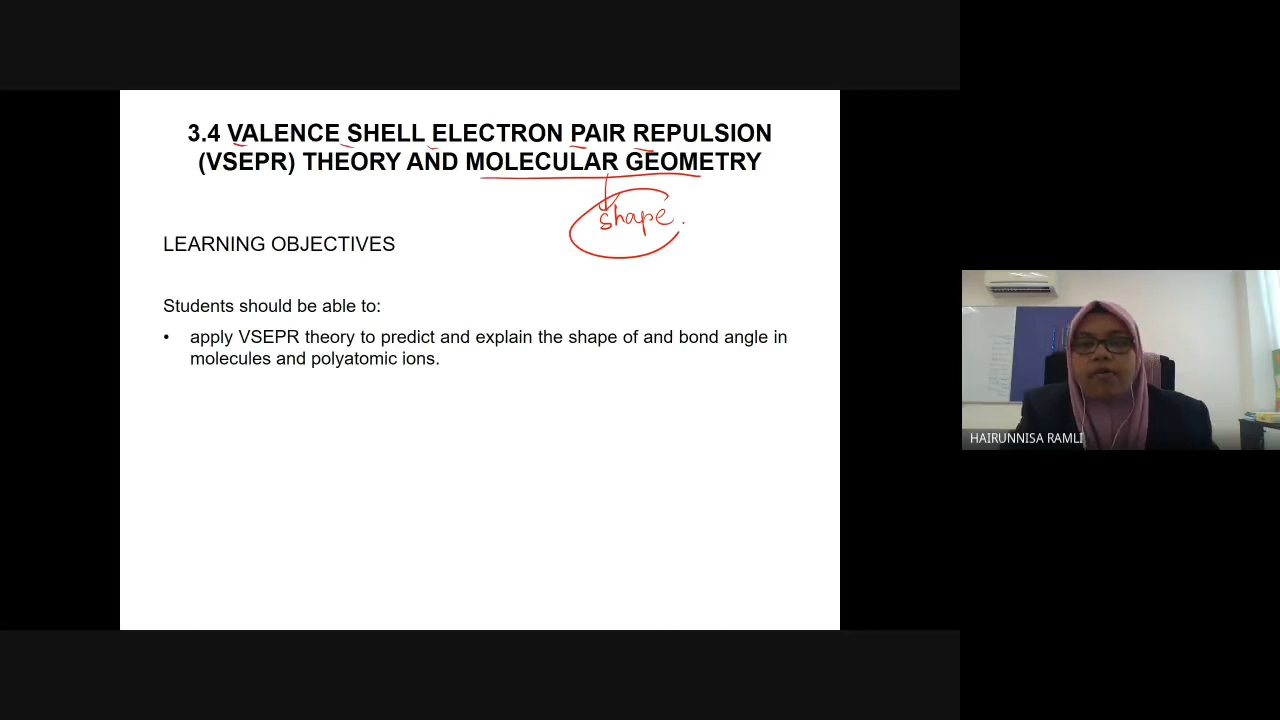 3.4 VALENCE SHELL ELECTRON PAIR REPULSION
(VSEPR) THEORY AND MOLECULAR GEOMETRY
shape.
LEARNING OBJECTIVES
Students should be able to:
• apply VSEPR theory to predict and explain the shape of and bond angle in
molecules and polyatomic ions.
HAIRUNNISA RAMLI